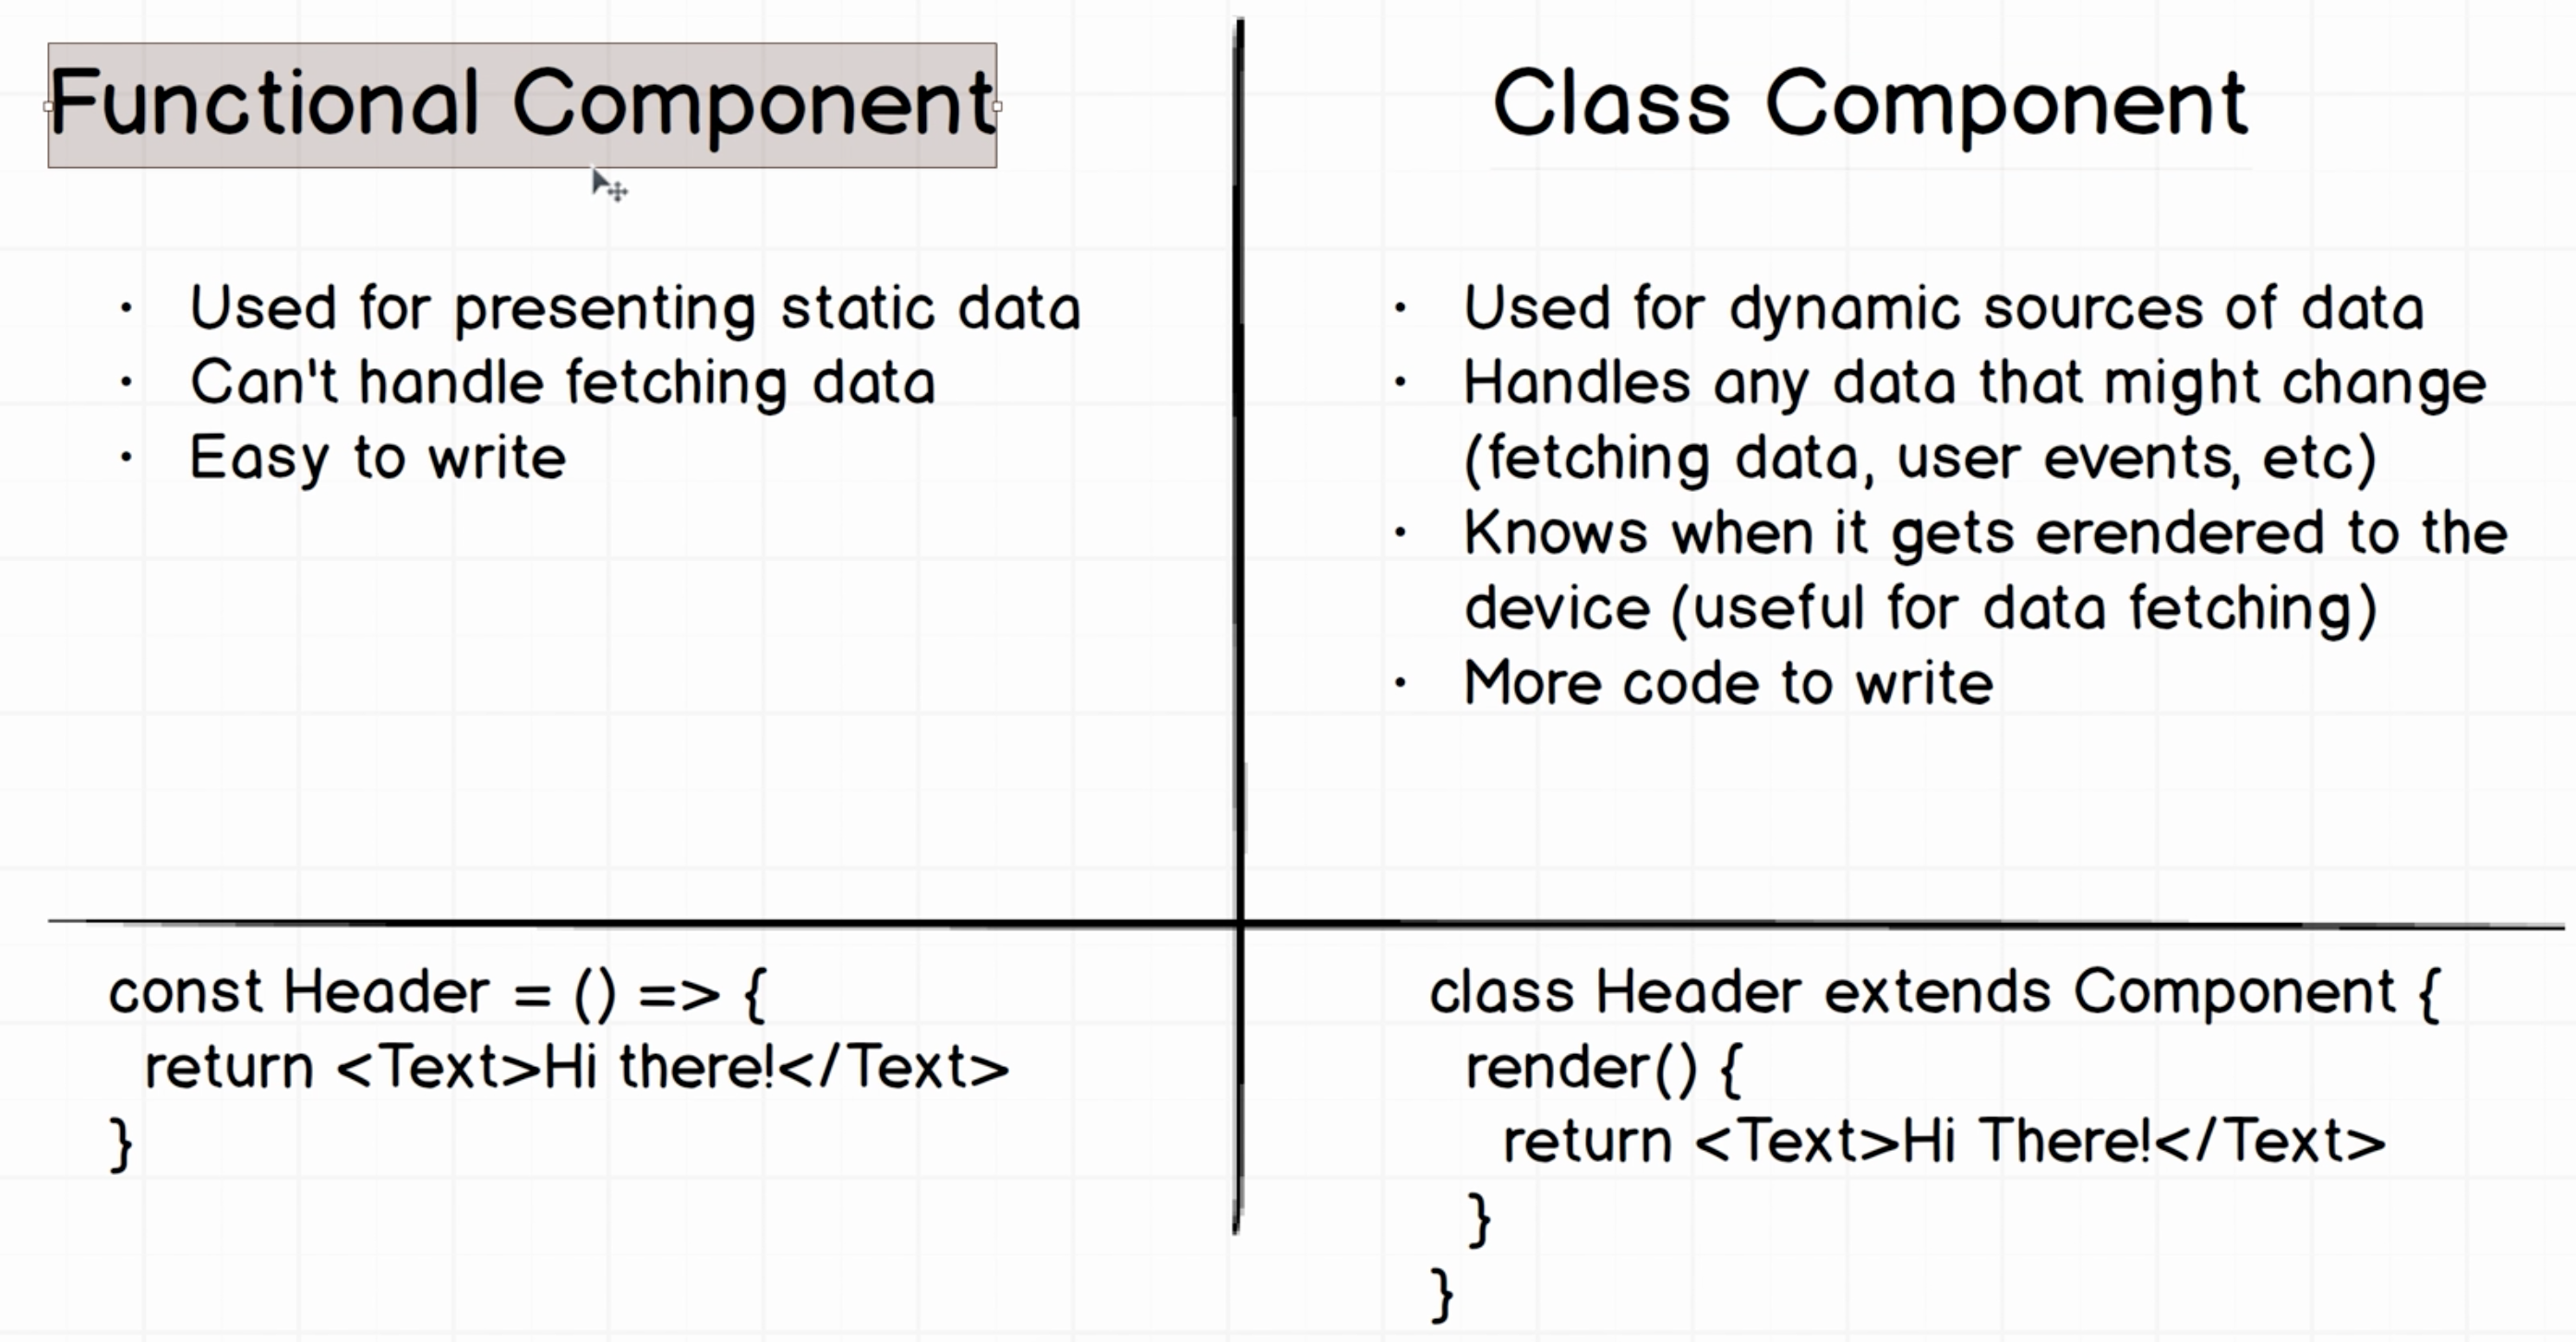 Functional Component
· Used for presenting static data
· Can't handle fetching data
· Easy to write
Class Component
· Used for dynamic sources of data
· Handles any data that might change
(fetching data, user events, etc)
· Knows when it gets erendered to the
device (useful for data fetching)
· More code to write
const Header = () => {
return <Text>Hi there!</Text>
}
class Header extends Component {
render() {
return <Text>Hi There!</Text>
}
}